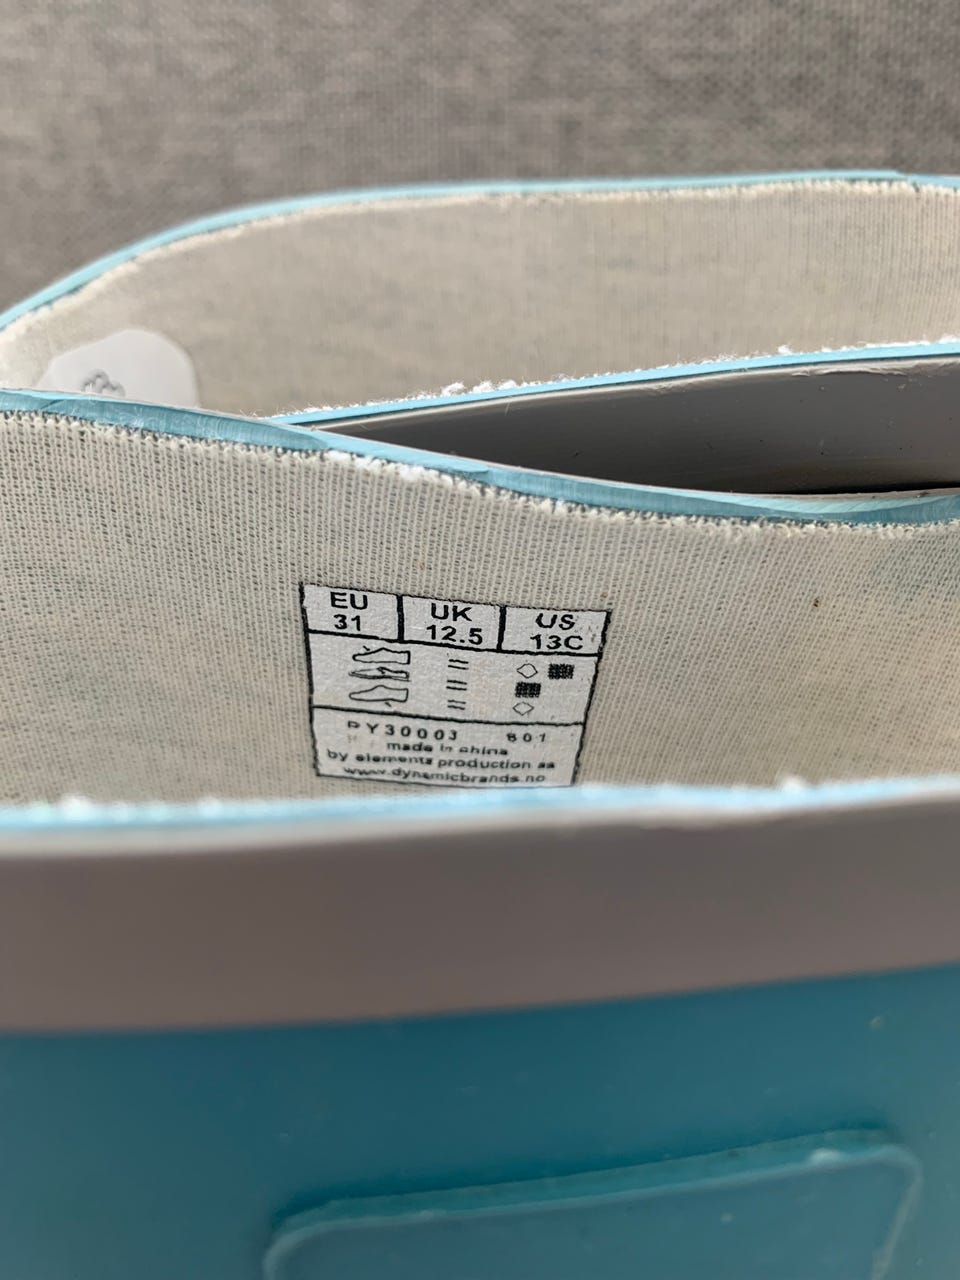 EU UK US
31 12.5 13C
PY30003 801
made in china
by elements production as
www.dynamicbrands.no